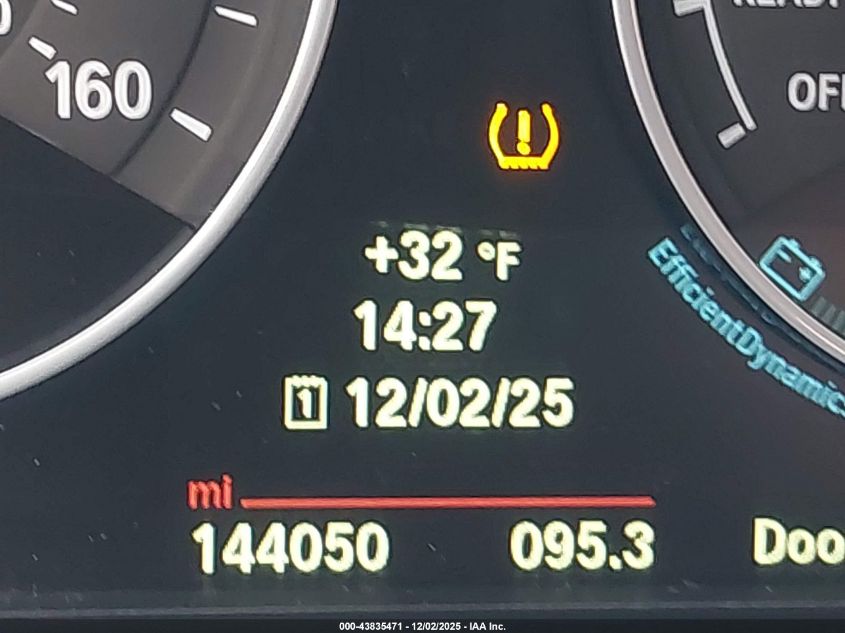 160
OFF
+32 °F
14:27
EfficientDynamics
1 12/02/25
mi
144050 095.3 Doo
000-43835471 - 12/02/2025 - IAA Inc.